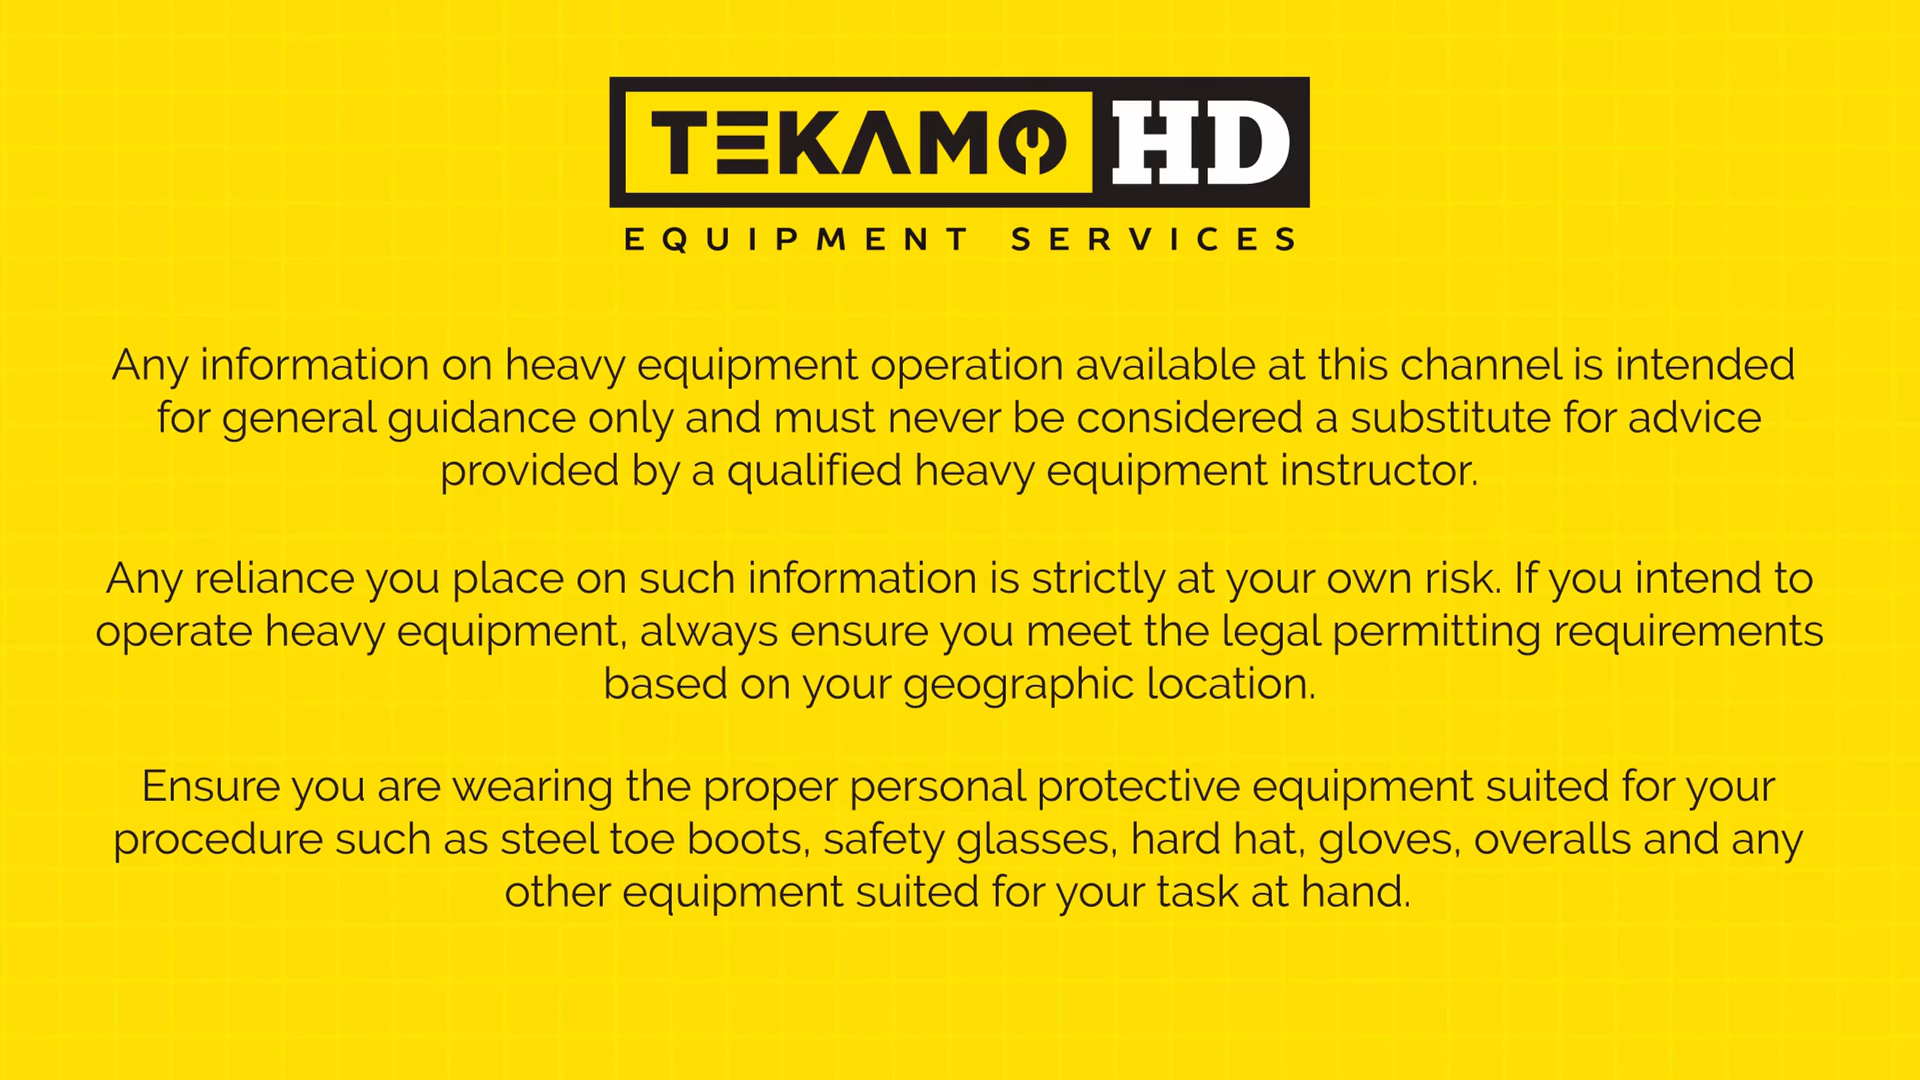 TEKAMO HD
EQUIPMENT SERVICES
Any information on heavy equipment operation available at this channel is intended
for general guidance only and must never be considered a substitute for advice
provided by a qualified heavy equipment instructor.
Any reliance you place on such information is strictly at your own risk. If you intend to
operate heavy equipment, always ensure you meet the legal permitting requirements
based on your geographic location.
Ensure you are wearing the proper personal protective equipment suited for your
procedure such as steel toe boots, safety glasses, hard hat, gloves, overalls and any
other equipment suited for your task at hand.